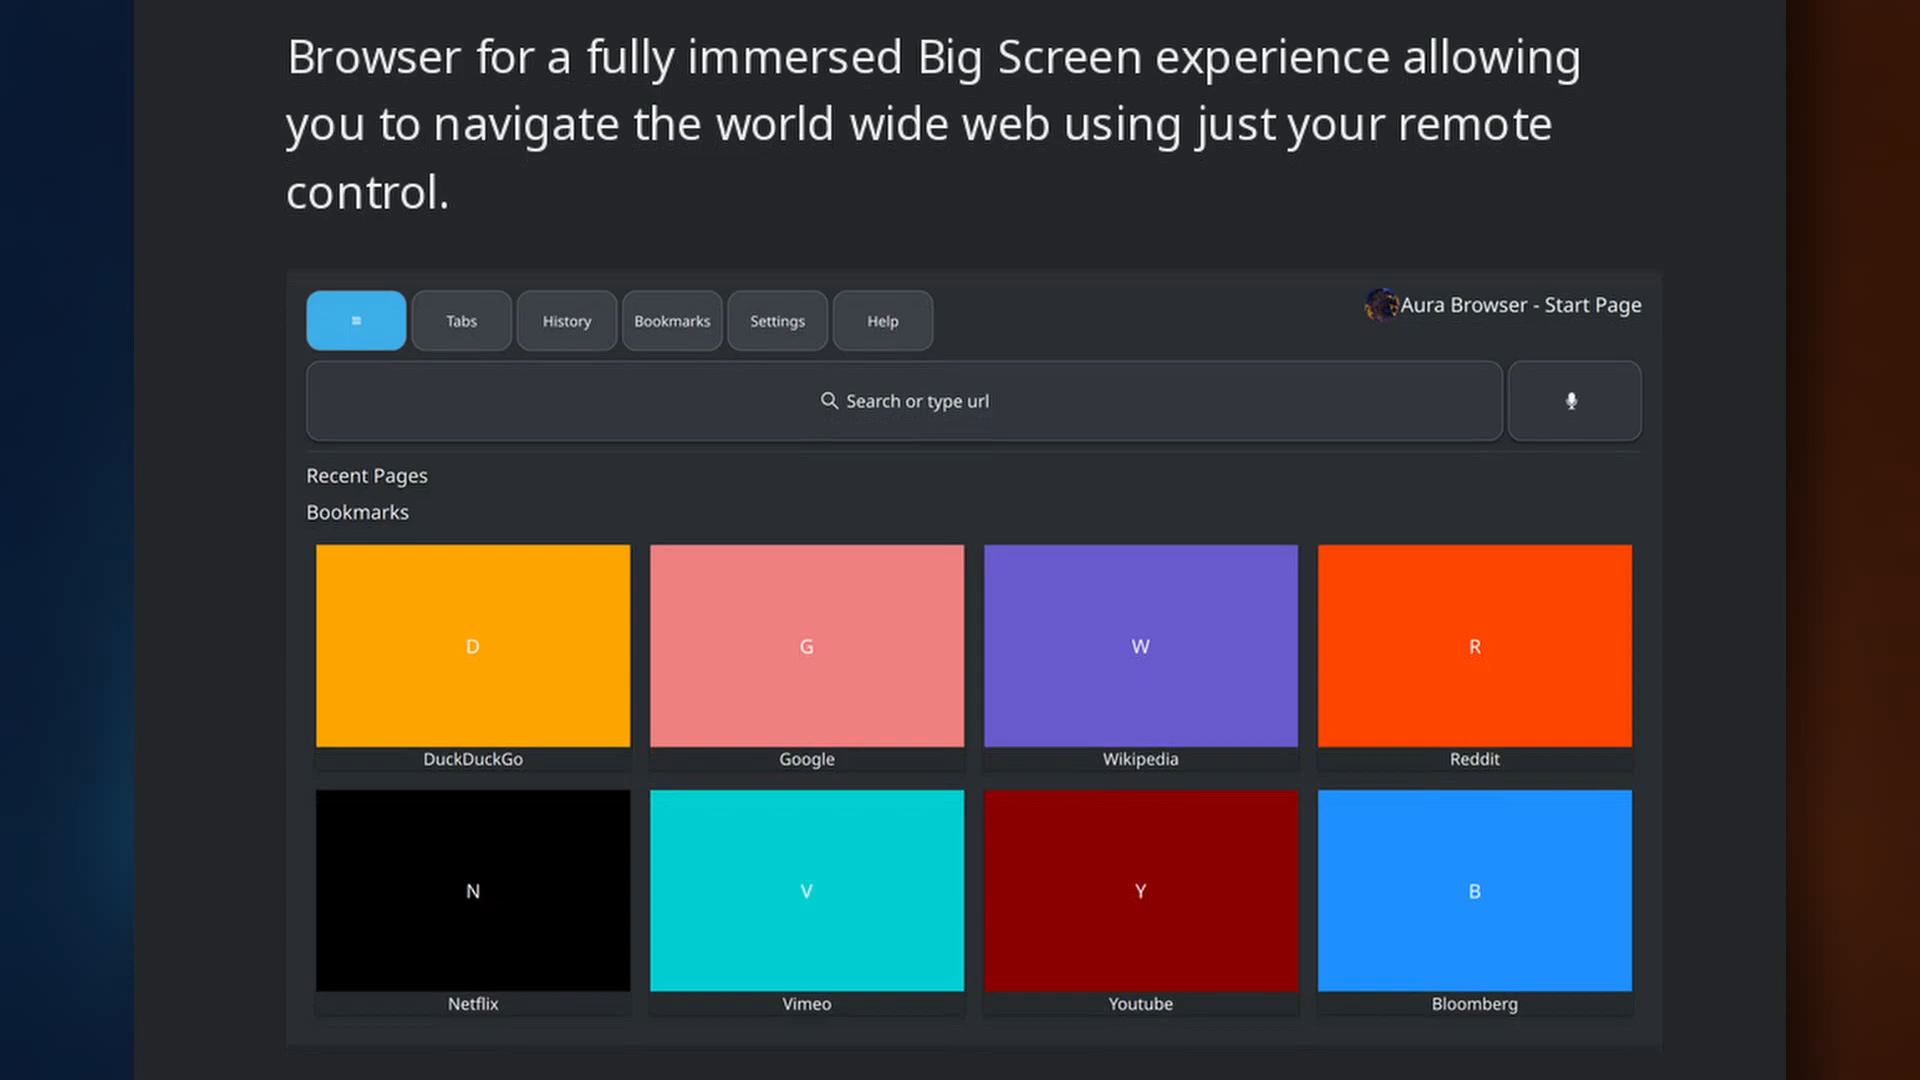 Browser for a fully immersed Big Screen experience allowing
you to navigate the world wide web using just your remote
control.
Tabs
History
Bookmarks
Settings
Help
Aura Browser - Start Page
Search or type url
Recent Pages
Bookmarks
D
G
W
R
DuckDuckGo
Google
Wikipedia
Reddit
N
V
Y
B
Netflix
Vimeo
Youtube
Bloomberg